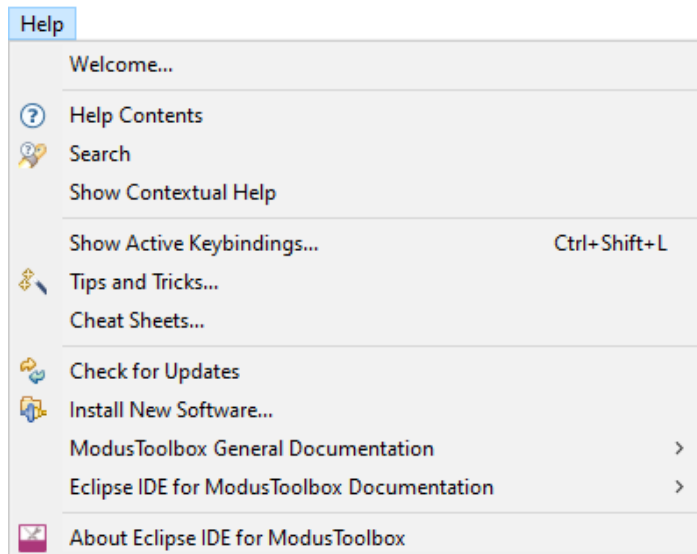 Help
Welcome...
Help Contents
Search
Show Contextual Help
Show Active Keybindings... Ctrl+Shift+L
Tips and Tricks...
Cheat Sheets...
Check for Updates
Install New Software...
ModusToolbox General Documentation
Eclipse IDE for ModusToolbox Documentation
About Eclipse IDE for ModusToolbox